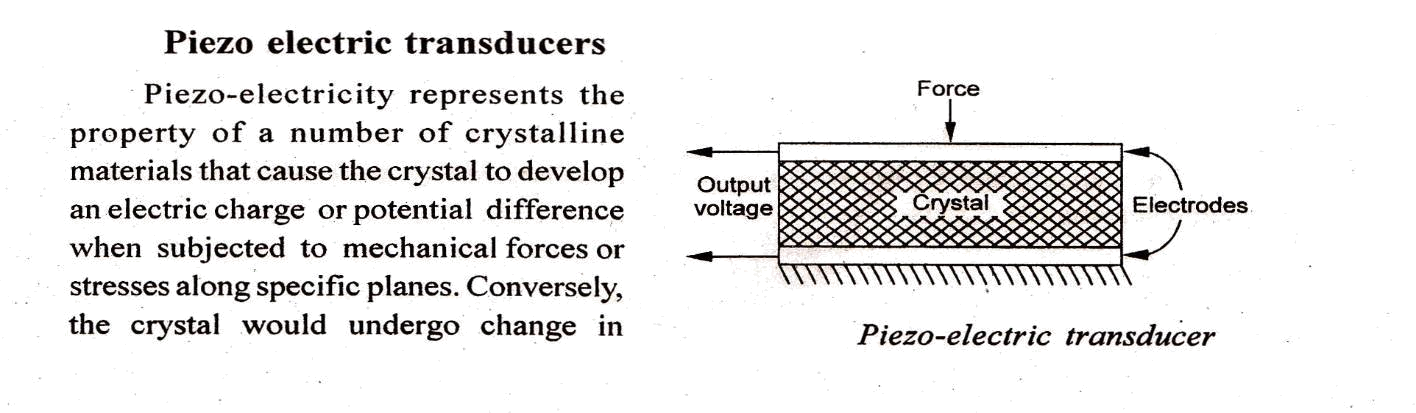 Piezo electric transducers
Piezo-electricity represents the
property of a number of crystalline
materials that cause the crystal to develop
an electric charge or potential difference
when subjected to mechanical forces or
stresses along specific planes. Conversely,
the crystal would undergo change in
Force
Output
voltage
Crystal
Electrodes
Piezo-electric transducer